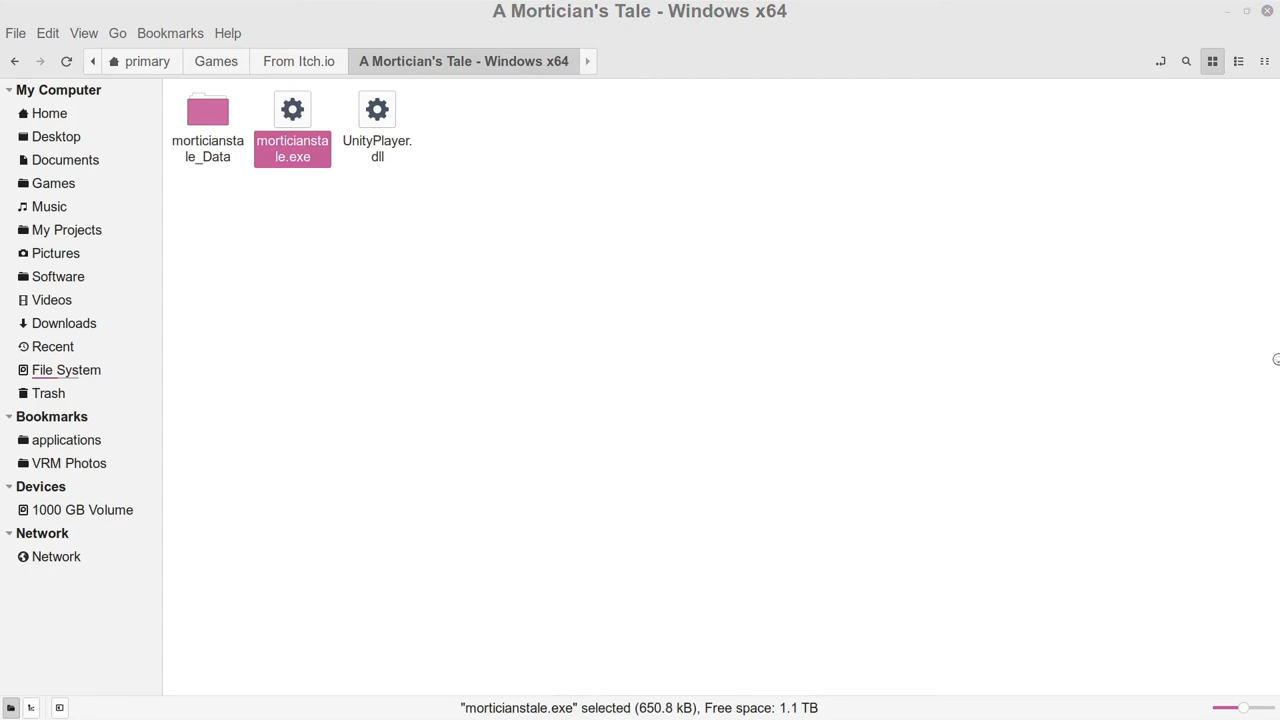 A Mortician's Tale - Windows x64
File Edit View Go Bookmarks Help
primary Games From Itch.io A Mortician's Tale - Windows x64
My Computer
Home
Desktop
Documents
Games
Music
My Projects
Pictures
Software
Videos
Downloads
Recent
File System
Trash
Bookmarks
applications
VRM Photos
Devices
1000 GB Volume
Network
Network
morticiansta
le_Data
morticiansta
le.exe
UnityPlayer.
dll
"morticianstale.exe" selected (650.8 kB), Free space: 1.1 TB